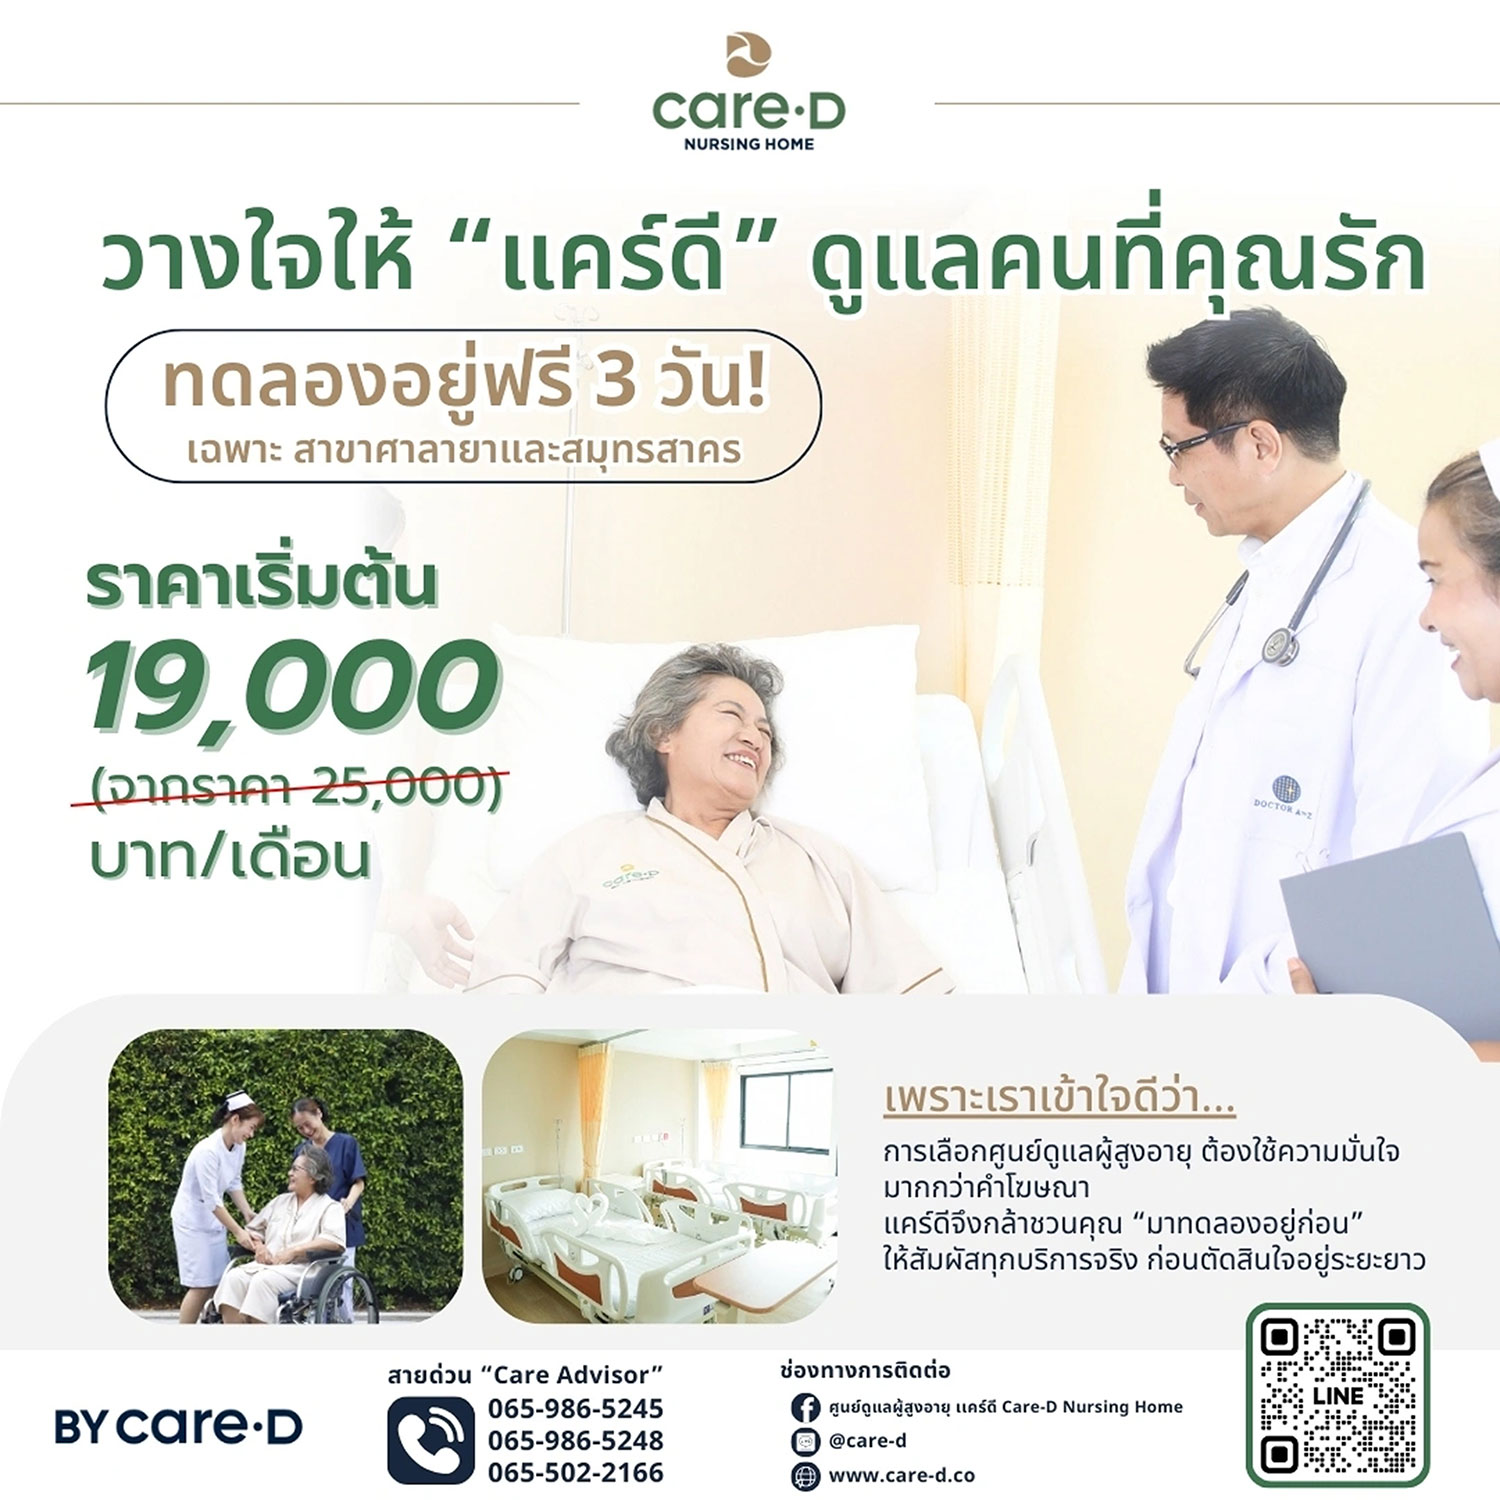 care·D
NURSING HOME
วางใจให้ “แคร์ดี” ดูแลคนที่คุณรัก
ทดลองอยู่ฟรี 3 วัน!
เฉพาะ สาขาศาลายาและสมุทรสาคร
ราคาเริ่มต้น
19,000
(จากราคา 25,000)
บาท/เดือน
DOCTOR A-Z
care·D
เพราะเราเข้าใจดีว่า...
การเลือกศูนย์ดูแลผู้สูงอายุ ต้องใช้ความมั่นใจ
มากกว่าคำโฆษณา
แคร์ดีจึงกล้าชวนคุณ “มาทดลองอยู่ก่อน”
ให้สัมผัสทุกบริการจริง ก่อนตัดสินใจอยู่ระยะยาว
BY care·D
สายด่วน “Care Advisor”
065-986-5245
065-986-5248
065-502-2166
ช่องทางการติดต่อ
ศูนย์ดูแลผู้สูงอายุ แคร์ดี Care-D Nursing Home
@care-d
www.care-d.co
LINE